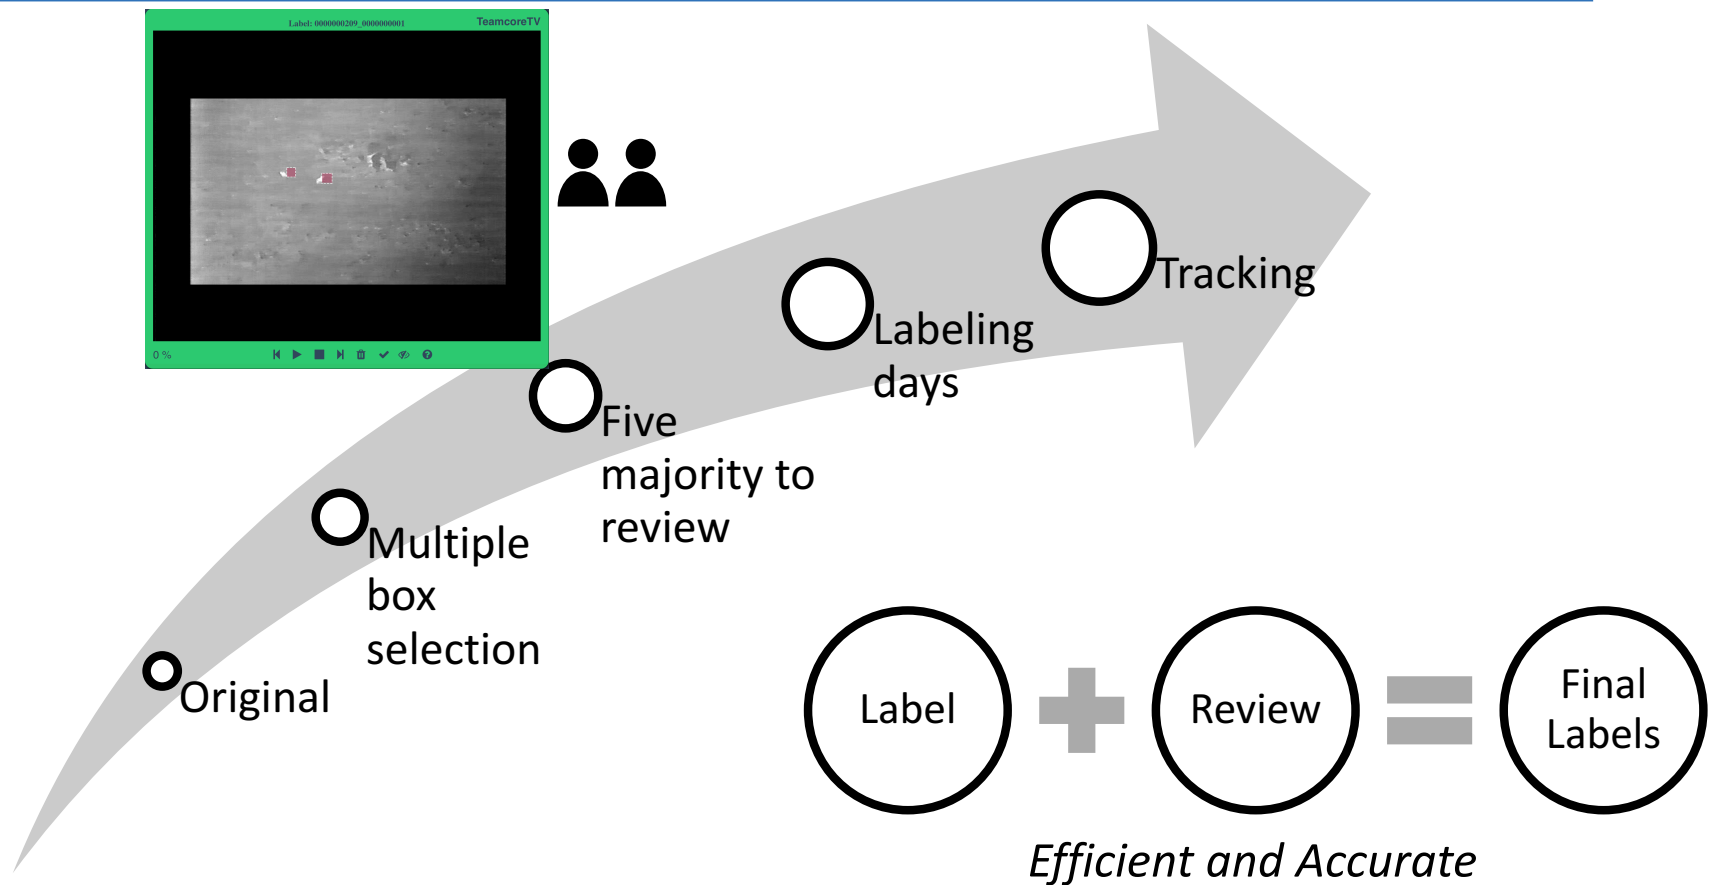 Label: 0000000209_0000000001
TeamcoreTV
0 %
Tracking
Labeling
days
Five
majority to
review
Multiple
box
selection
Original
Label
Review
Final
Labels
Efficient and Accurate